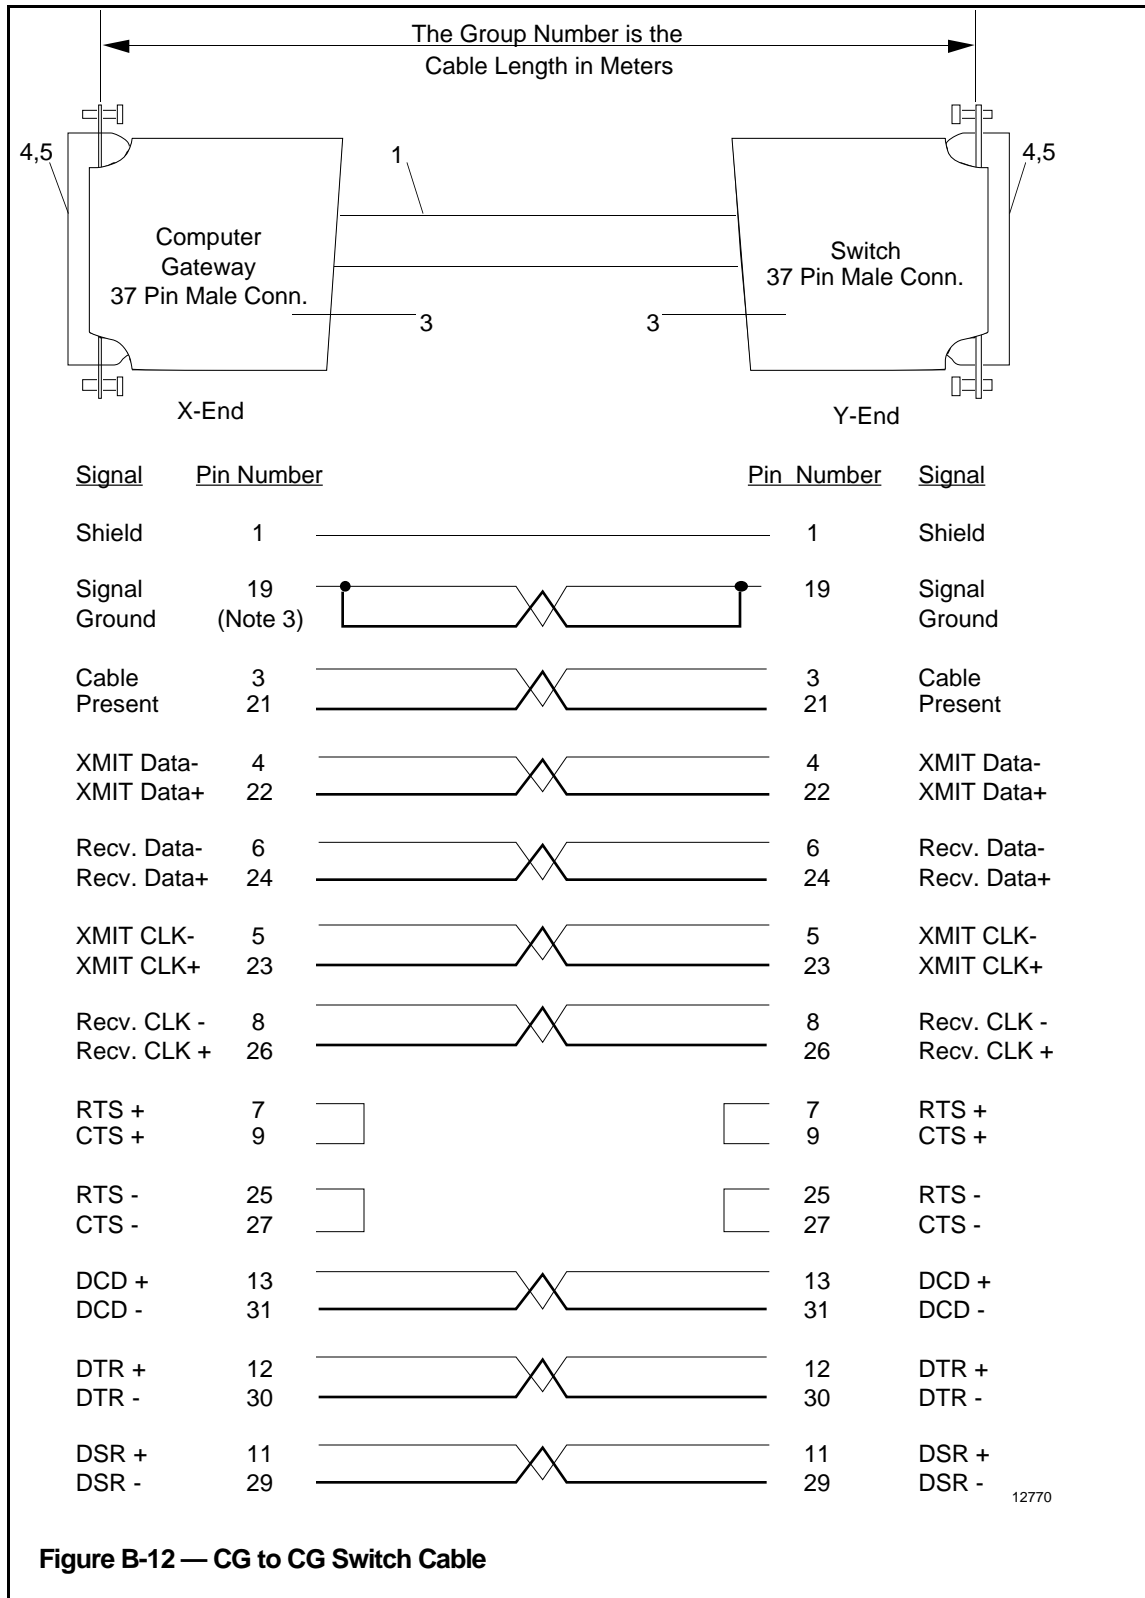 The Group Number is the
Cable Length in Meters
4,5
1
4,5
Computer
Gateway
37 Pin Male Conn.
Switch
37 Pin Male Conn.
3
3
X-End
Y-End
Signal Pin Number Pin Number Signal
Shield 1 1 Shield
Signal 19 19 Signal
Ground (Note 3) Ground
Cable 3 3 Cable
Present 21 21 Present
XMIT Data- 4 4 XMIT Data-
XMIT Data+ 22 22 XMIT Data+
Recv. Data- 6 6 Recv. Data-
Recv. Data+ 24 24 Recv. Data+
XMIT CLK- 5 5 XMIT CLK-
XMIT CLK+ 23 23 XMIT CLK+
Recv. CLK - 8 8 Recv. CLK -
Recv. CLK + 26 26 Recv. CLK +
RTS + 7 7 RTS +
CTS + 9 9 CTS +
RTS - 25 25 RTS -
CTS - 27 27 CTS -
DCD + 13 13 DCD +
DCD - 31 31 DCD -
DTR + 12 12 DTR +
DTR - 30 30 DTR -
DSR + 11 11 DSR +
DSR - 29 29 DSR -
12770
Figure B-12 — CG to CG Switch Cable